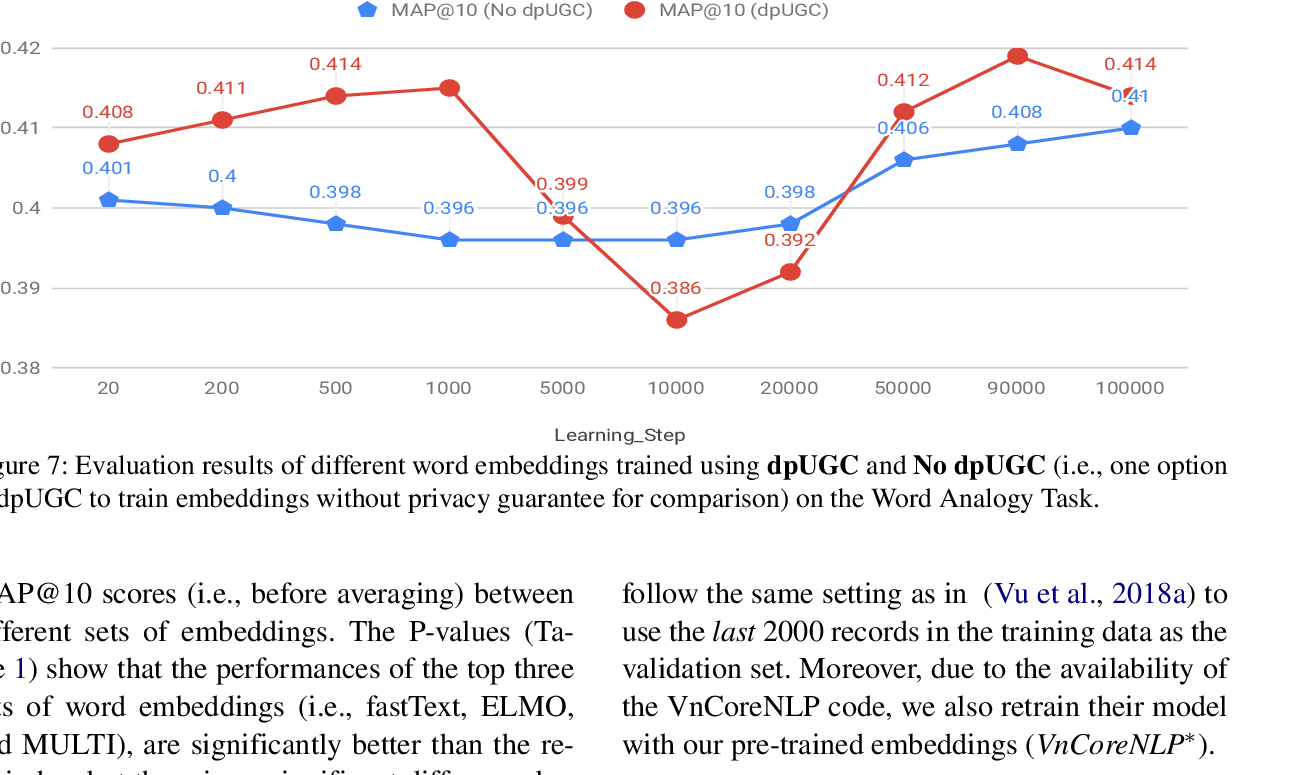 MAP@10 (No dpUGC) MAP@10 (dpUGC)
0.42
0.41
0.4
0.39
0.38
0.408 0.411 0.414 0.399 0.386 0.392 0.412 0.414
0.401 0.4 0.398 0.396 0.396 0.396 0.398 0.406 0.408 0.41
20 200 500 1000 5000 10000 20000 50000 90000 100000
Learning_Step
gure 7: Evaluation results of different word embeddings trained using dpUGC and No dpUGC (i.e., one option
dpUGC to train embeddings without privacy guarantee for comparison) on the Word Analogy Task.
AP@10 scores (i.e., before averaging) between
fferent sets of embeddings. The P-values (Ta-
e 1) show that the performances of the top three
ts of word embeddings (i.e., fastText, ELMO,
d MULTI), are significantly better than the re-
follow the same setting as in (Vu et al., 2018a) to
use the last 2000 records in the training data as the
validation set. Moreover, due to the availability of
the VnCoreNLP code, we also retrain their model
with our pre-trained embeddings (VnCoreNLP*).